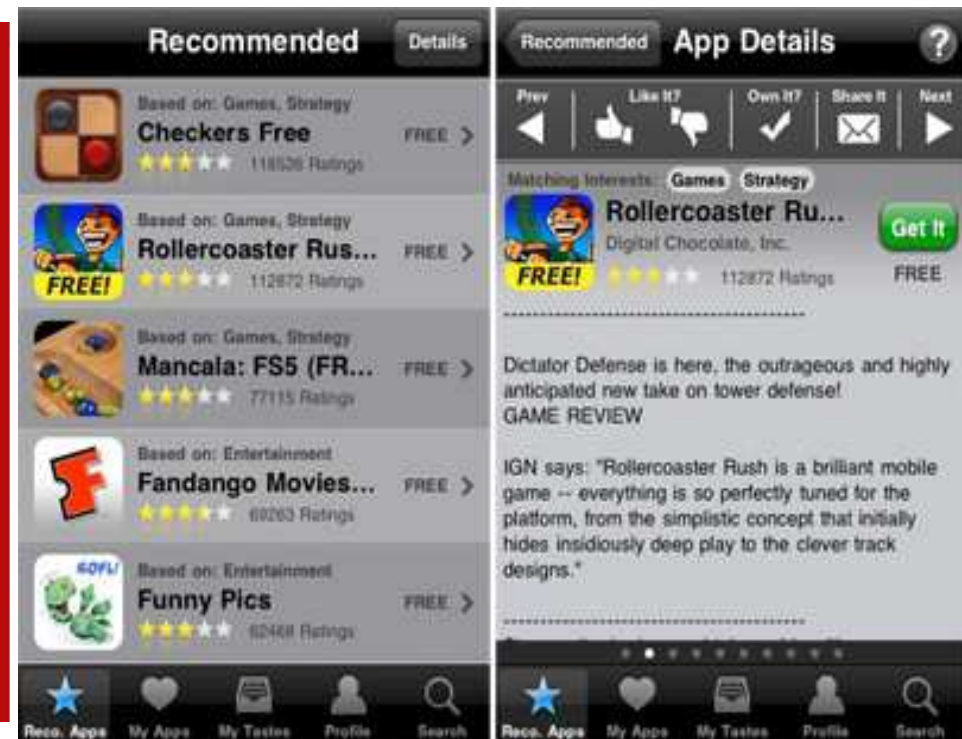 Recommended
Details
Based on: Games, Strategy
Checkers Free
FREE
118526 Ratings
Based on: Games, Strategy
Rollercoaster Rus...
FREE
FREE!
112872 Ratings
Based on: Games, Strategy
Mancala: FS5 (FR...
FREE
77115 Ratings
Based on: Entertainment
Fandango Movies...
FREE
69263 Ratings
Based on: Entertainment
Funny Pics
FREE
62468 Ratings
Reco. Apps
My Apps
My Tastes
Profile
Search
Recommended
App Details
?
Prev
Like It?
Own It?
Share It
Next
Matching Interests: Games Strategy
Rollercoaster Ru...
Get It
Digital Chocolate, Inc.
FREE!
112872 Ratings
FREE
------------------------------------------
Dictator Defense is here, the outrageous and highly
anticipated new take on tower defense!
GAME REVIEW
IGN says: "Rollercoaster Rush is a brilliant mobile
game -- everything is so perfectly tuned for the
platform, from the simplistic concept that initially
hides insidiously deep play to the clever track
designs."
------------------------------------------
Reco. Apps
My Apps
My Tastes
Profile
Search